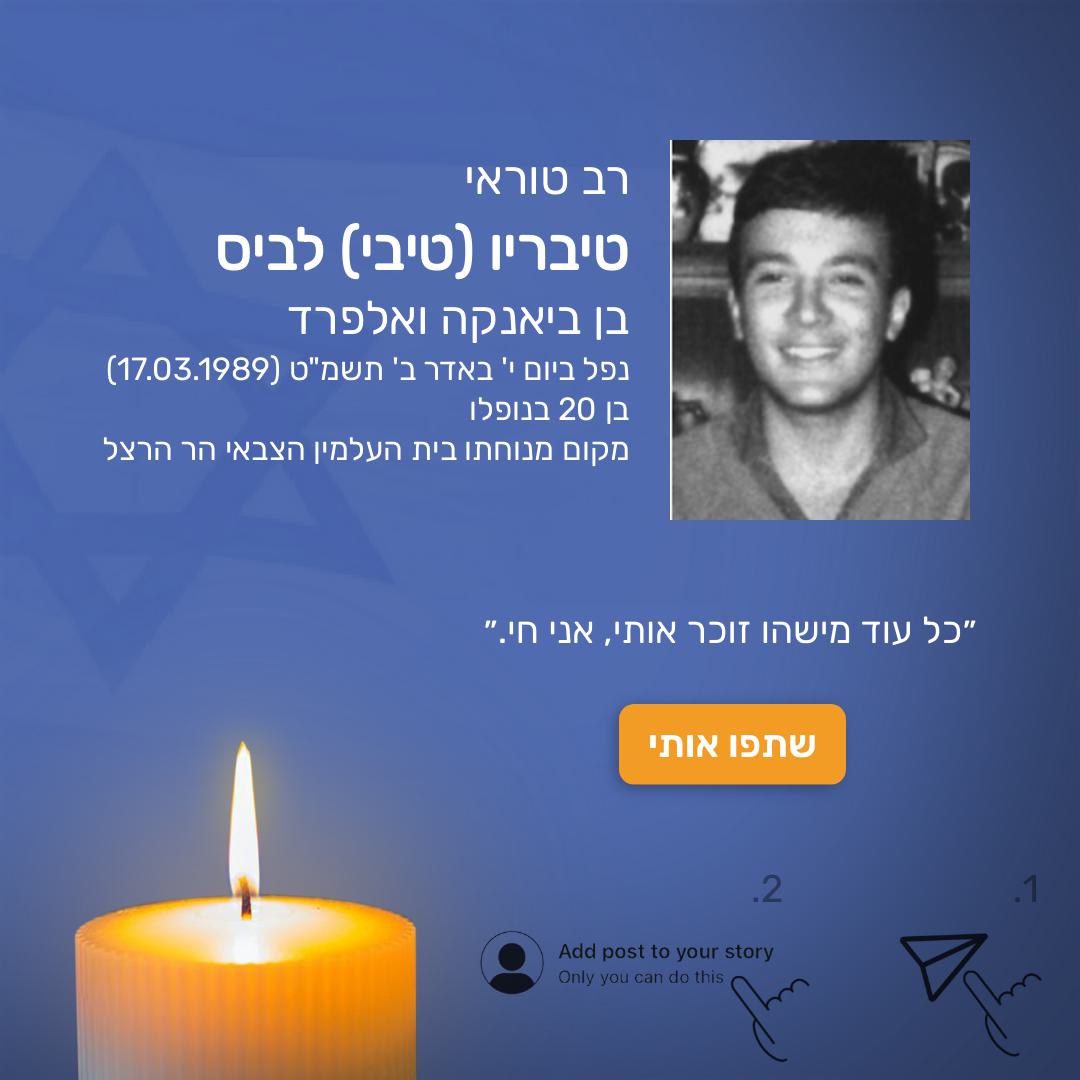 רב טוראי
טיבריו (טיבי) לביס
בן ביאנקה ואלפרד
נפל ביום י' באדר ב' תשמ"ט (17.03.1989)
בן 20 בנופלו
מקום מנוחתו בית העלמין הצבאי הר הרצל
״כל עוד מישהו זוכר אותי, אני חי.״
שתפו אותי
.1
.2
Add post to your story
Only you can do this